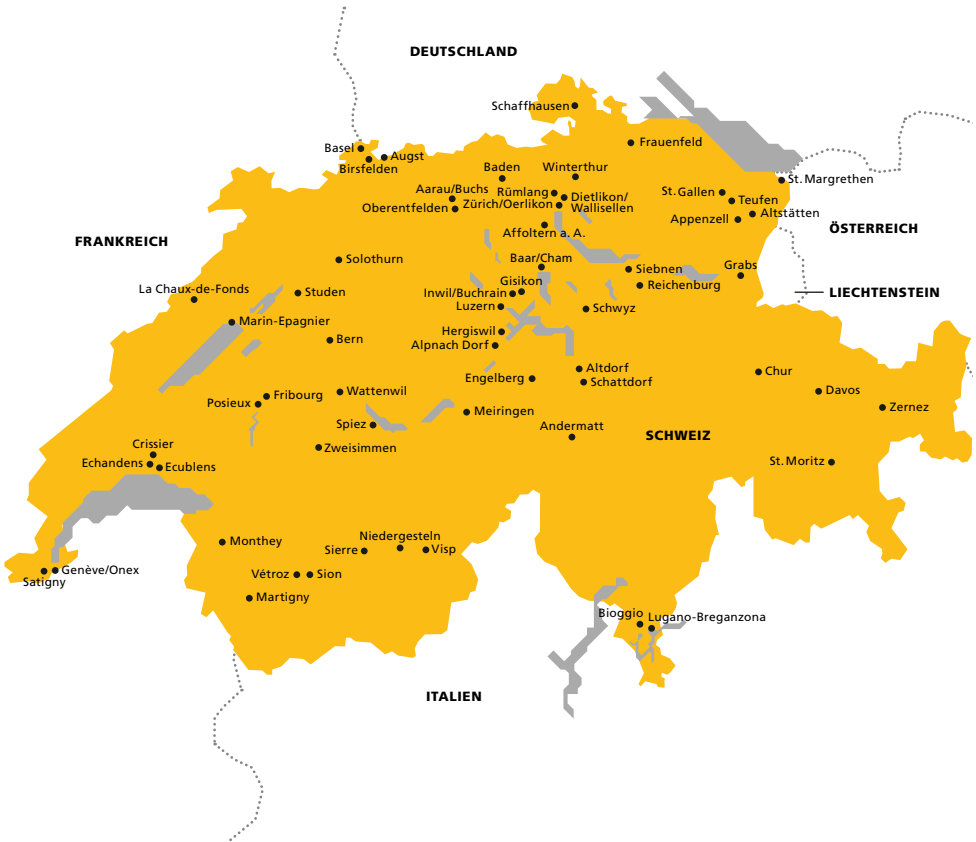 DEUTSCHLAND
Schaffhausen
Frauenfeld
Basel
Augst
Birsfelden
Baden
Winterthur
St. Margrethen
Aarau/Buchs
Rümlang
Dietlikon/
Wallisellen
St. Gallen
Teufen
Oberentfelden
Zürich/Oerlikon
Appenzell
Altstätten
Affoltern a. A.
ÖSTERREICH
FRANKREICH
Solothurn
Baar/Cham
Siebnen
Grabs
Gisikon
Reichenburg
La Chaux-de-Fonds
Studen
Inwil/Buchrain
LIECHTENSTEIN
Luzern
Schwyz
Marin-Epagnier
Hergiswil
Bern
Alpnach Dorf
Altdorf
Chur
Engelberg
Schattdorf
Davos
Fribourg
Wattenwil
Posieux
Zernez
Meiringen
Spiez
Andermatt
SCHWEIZ
Crissier
Zweisimmen
Echandens
Ecublens
St. Moritz
Niedergesteln
Monthey
Sierre
Visp
Genève/Onex
Satigny
Vétroz
Sion
Martigny
Bioggio
Lugano-Breganzona
ITALIEN